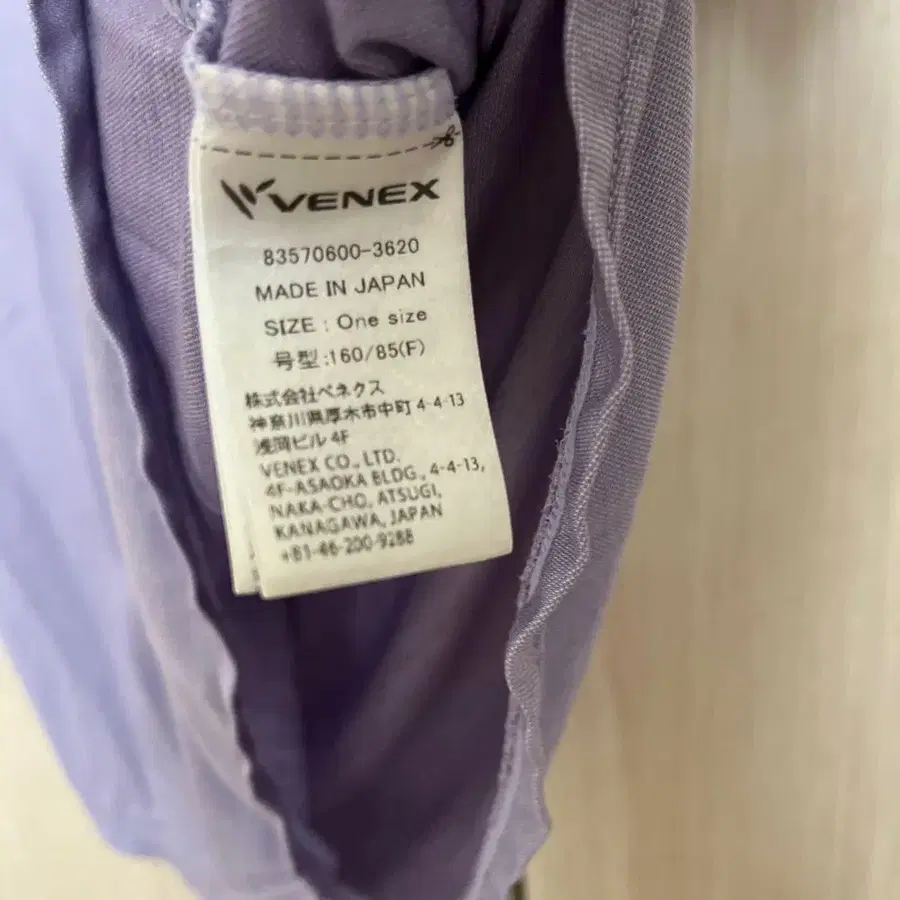 VENEX
83570600-3620
MADE IN JAPAN
SIZE : One size
号型:160/85(F)
株式会社ベネクス
神奈川県厚木市中町 4-4-13
浅岡ビル 4F
VENEX CO., LTD.
4F-ASAOKA BLDG., 4-4-13,
NAKA-CHO, ATSUGI,
KANAGAWA, JAPAN
+81-46-200-9288